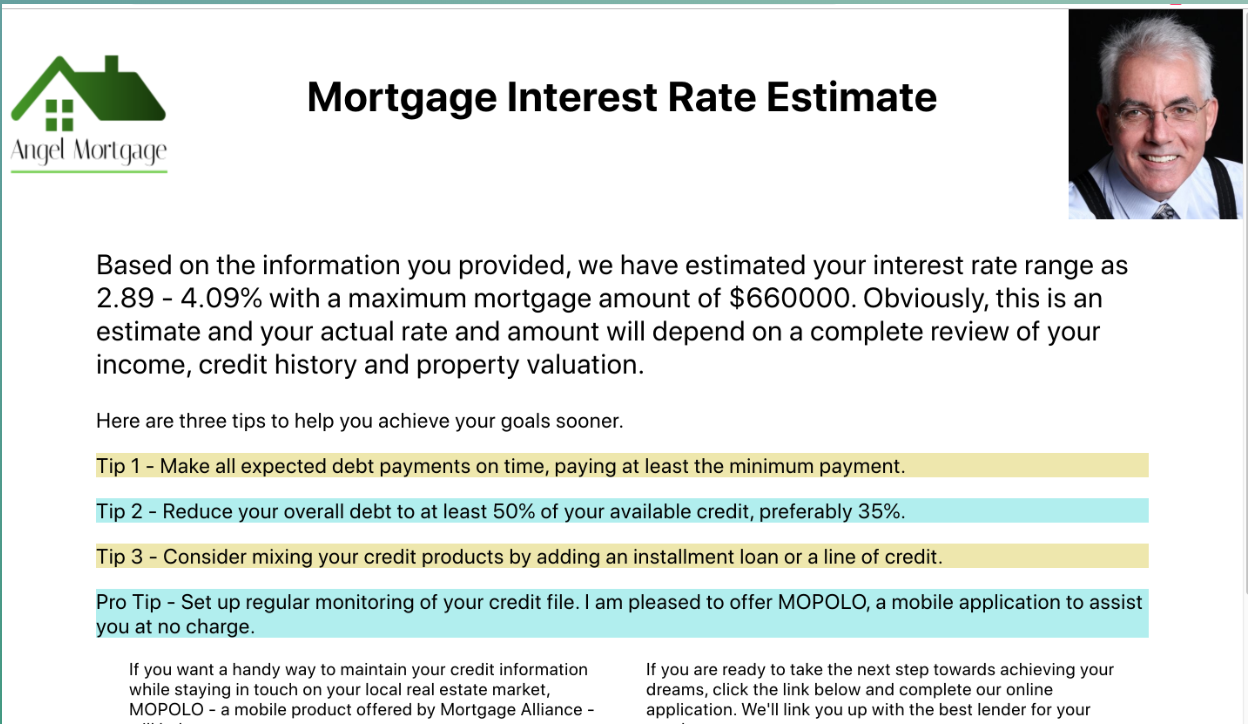 Angel Mortgage
Mortgage Interest Rate Estimate
Based on the information you provided, we have estimated your interest rate range as
2.89 - 4.09% with a maximum mortgage amount of $660000. Obviously, this is an
estimate and your actual rate and amount will depend on a complete review of your
income, credit history and property valuation.
Here are three tips to help you achieve your goals sooner.
Tip 1 - Make all expected debt payments on time, paying at least the minimum payment.
Tip 2 - Reduce your overall debt to at least 50% of your available credit, preferably 35%.
Tip 3 - Consider mixing your credit products by adding an installment loan or a line of credit.
Pro Tip - Set up regular monitoring of your credit file. I am pleased to offer MOPOLO, a mobile application to assist
you at no charge.
If you want a handy way to maintain your credit information
while staying in touch on your local real estate market,
MOPOLO - a mobile product offered by Mortgage Alliance -
If you are ready to take the next step towards achieving your
dreams, click the link below and complete our online
application. We'll link you up with the best lender for your